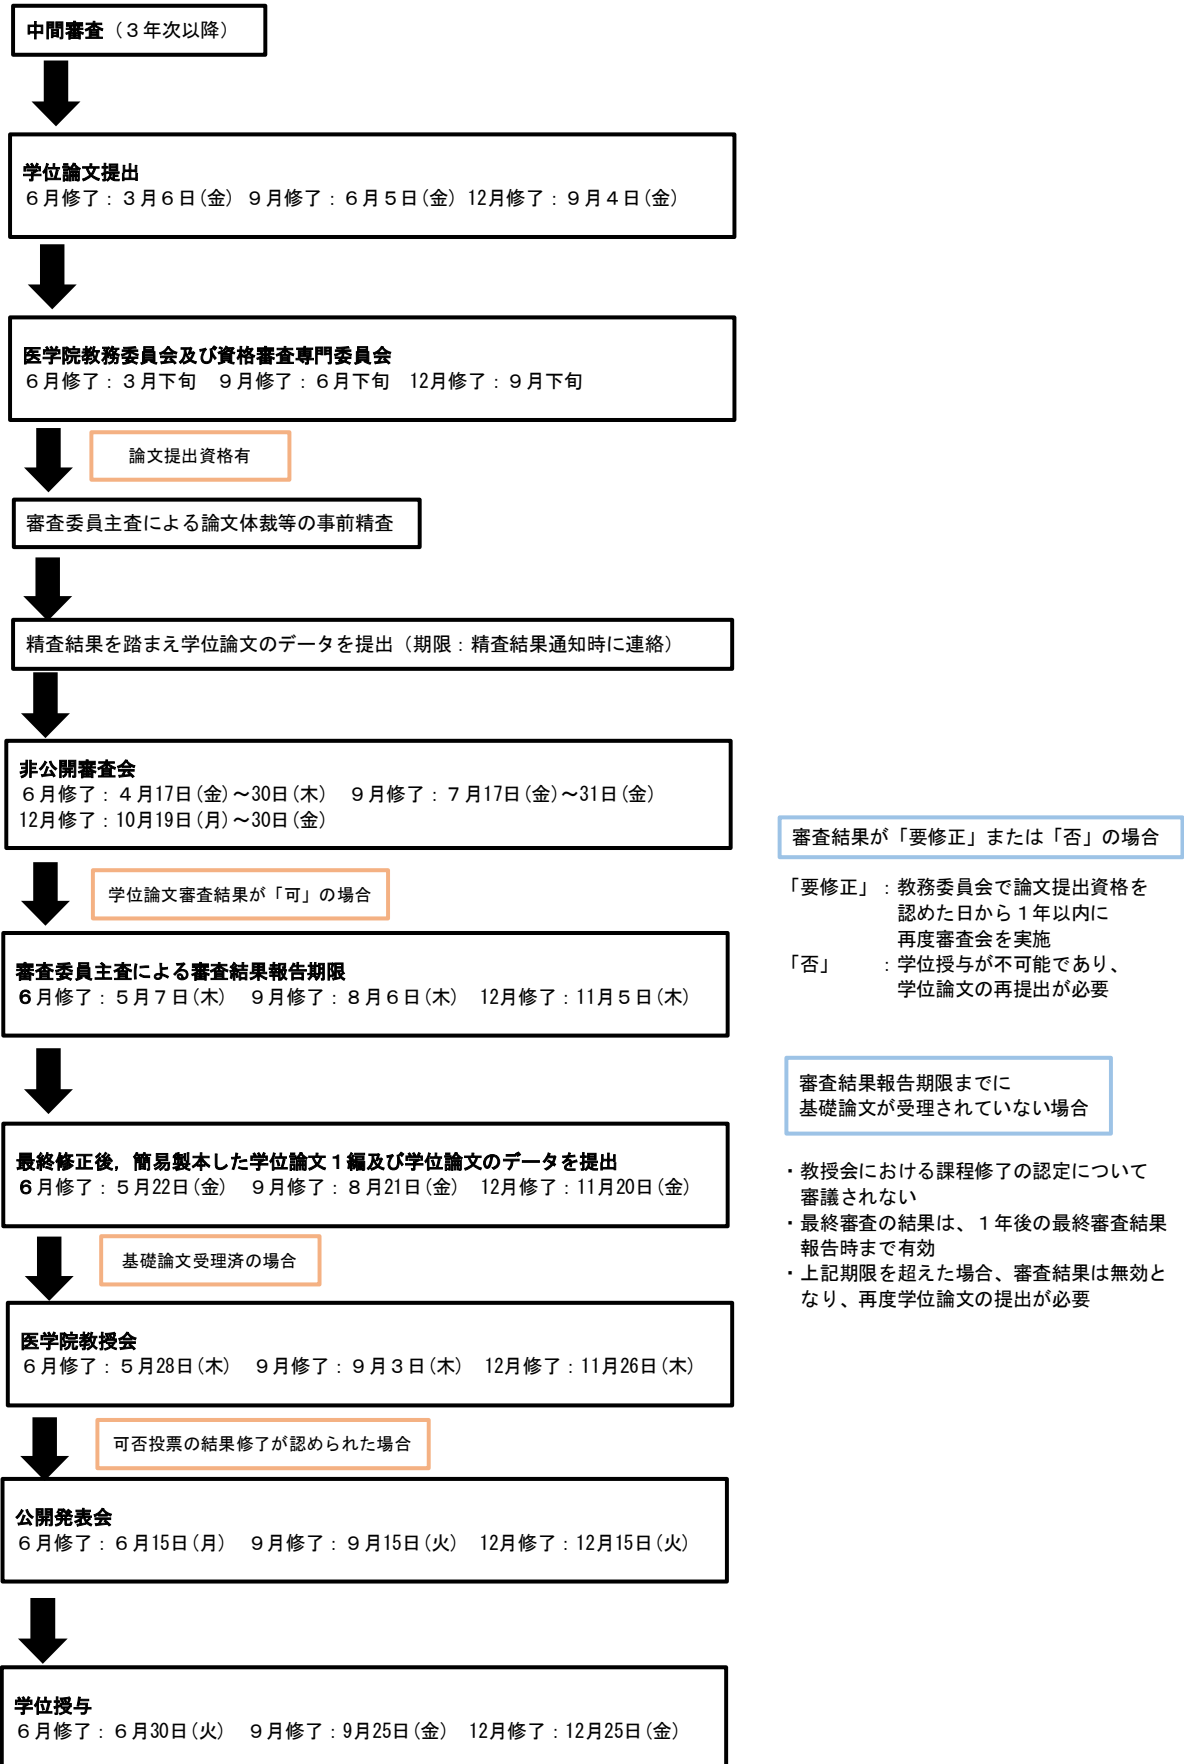 中間審査（３年次以降）
学位論文提出
６月修了：３月６日(金) ９月修了：６月５日(金) 12月修了：９月４日(金)
医学院教務委員会及び資格審査専門委員会
６月修了：３月下旬　９月修了：６月下旬　12月修了：９月下旬
論文提出資格有
審査委員主査による論文体裁等の事前精査
精査結果を踏まえ学位論文のデータを提出（期限：精査結果通知時に連絡）
非公開審査会
６月修了：４月17日(金)～30日(木)　９月修了：７月17日(金)～31日(金)
12月修了：10月19日(月)～30日(金)
学位論文審査結果が「可」の場合
審査委員主査による審査結果報告期限
６月修了：５月７日(木)　９月修了：８月６日(木)　12月修了：11月５日(木)
最終修正後，簡易製本した学位論文１編及び学位論文のデータを提出
６月修了：５月22日(金)　９月修了：８月21日(金)　12月修了：11月20日(金)
基礎論文受理済の場合
医学院教授会
６月修了：５月28日(木)　９月修了：９月３日(木)　12月修了：11月26日(木)
可否投票の結果修了が認められた場合
公開発表会
６月修了：６月15日(月)　９月修了：９月15日(火)　12月修了：12月15日(火)
学位授与
６月修了：６月30日(火)　９月修了：9月25日(金)　12月修了：12月25日(金)
審査結果が「要修正」または「否」の場合
「要修正」：教務委員会で論文提出資格を
認めた日から１年以内に
再度審査会を実施
「否」　　：学位授与が不可能であり、
学位論文の再提出が必要
審査結果報告期限までに
基礎論文が受理されていない場合
・教授会における課程修了の認定について
審議されない
・最終審査の結果は、１年後の最終審査結果
報告時まで有効
・上記期限を超えた場合、審査結果は無効と
なり、再度学位論文の提出が必要